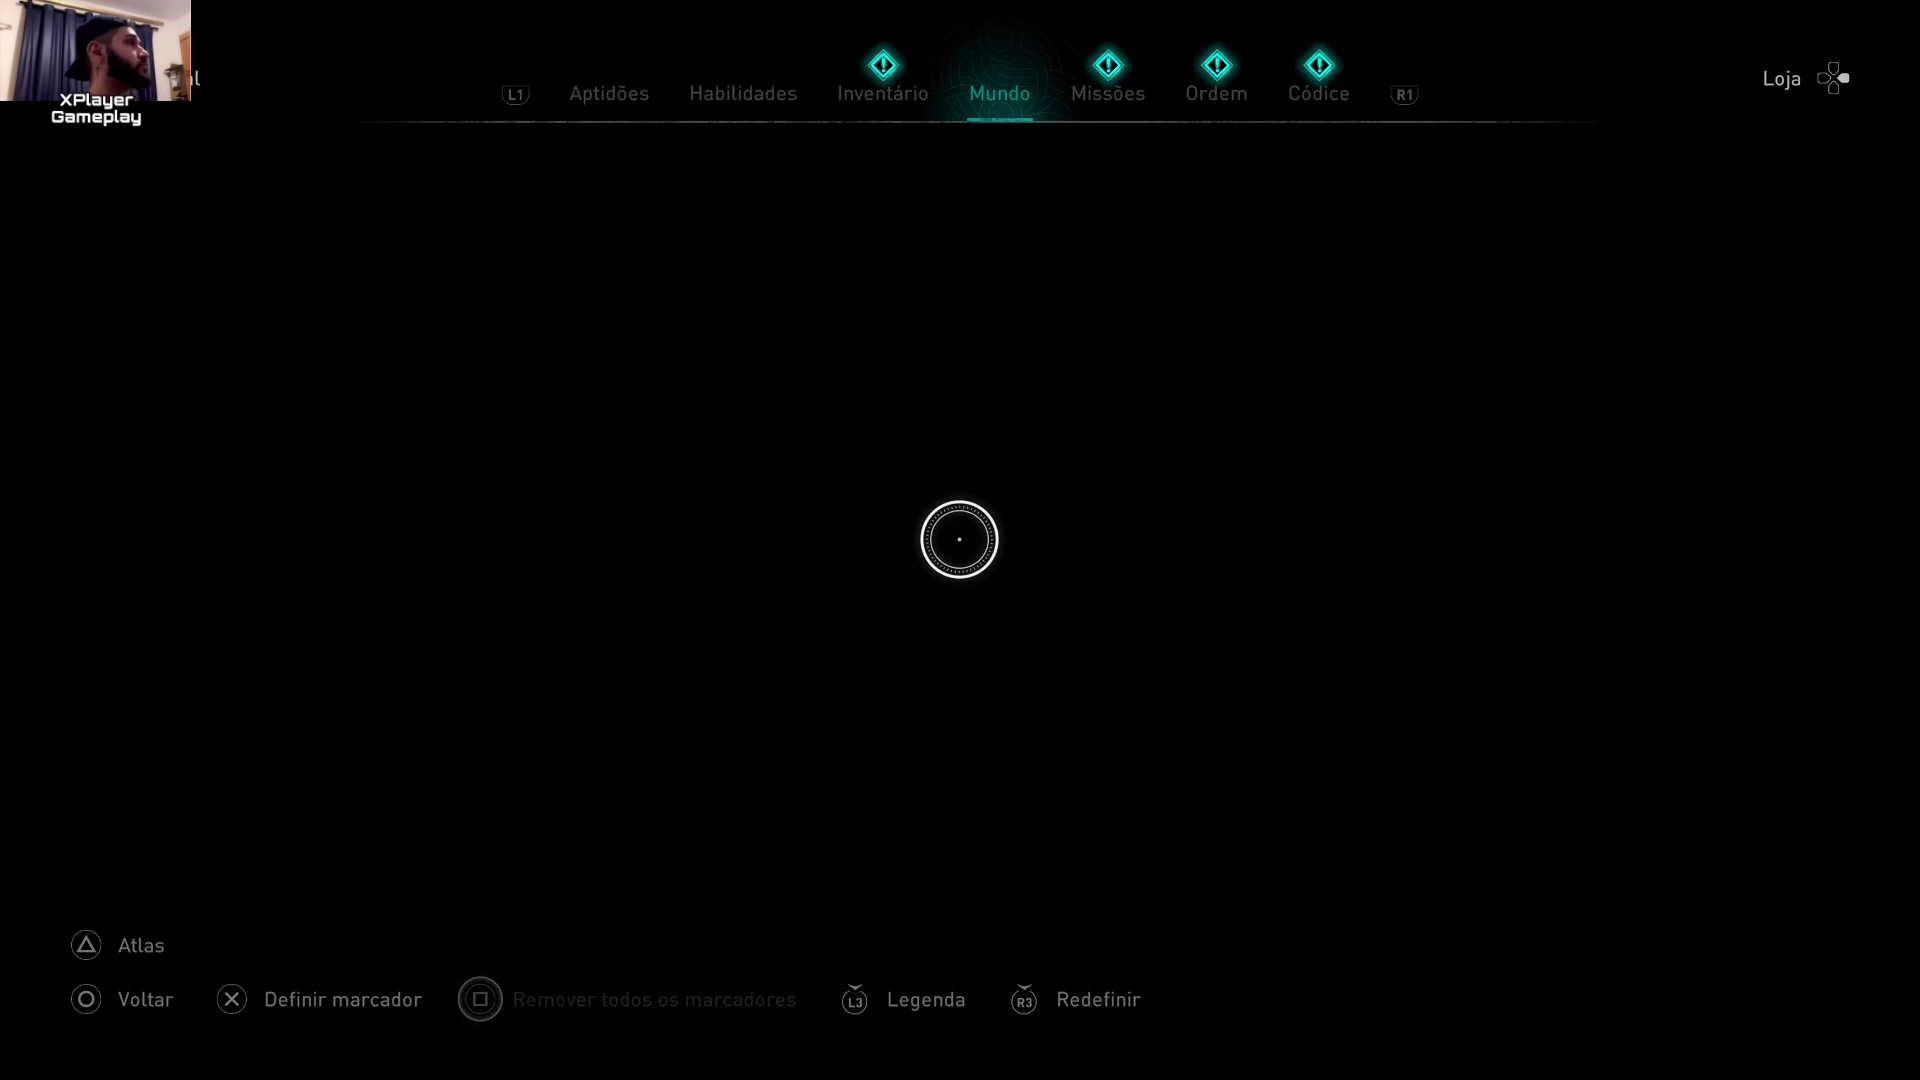 XPlayer
Gameplay
L1 Aptidões Habilidades Inventário Mundo Missões Ordem Códice R1
Loja
Atlas
Voltar Definir marcador Remover todos os marcadores L3 Legenda R3 Redefinir